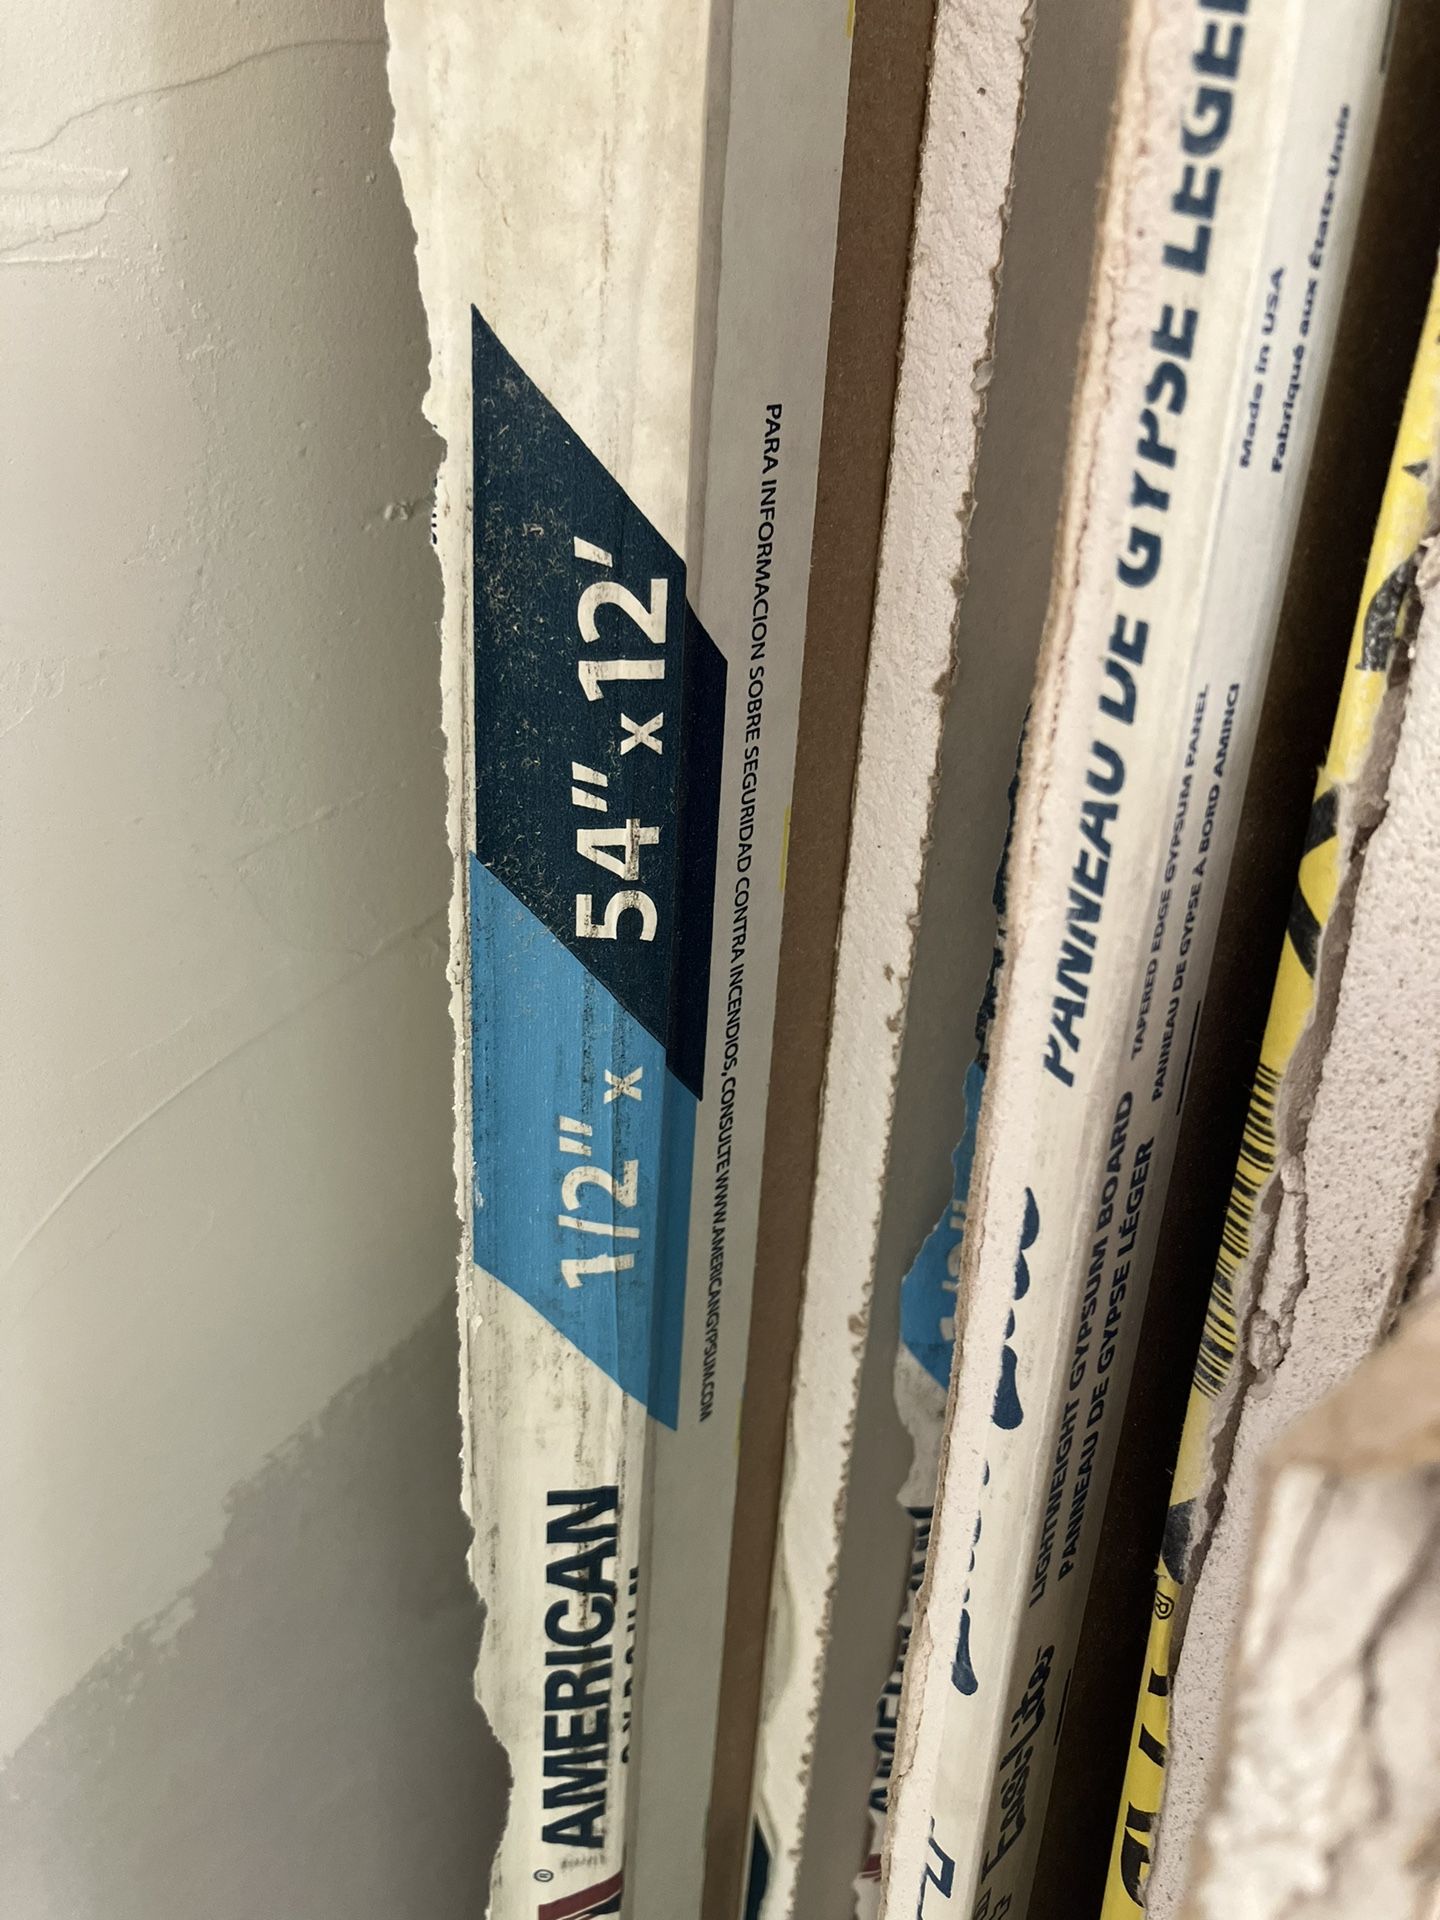 1/2" x 54" x 12'
AMERICAN
®
PARA INFORMACION SOBRE SEGURIDAD CONTRA INCENDIOS, CONSULTE WWW.AMERICANGYPSUM.COM
PANNEAU DE GYPSE LÉGER
Made in USA
Fabriqué aux États-Unis
TAPERED EDGE GYPSUM PANEL
PANNEAU DE GYPSE À BORD AMINCI
LIGHTWEIGHT GYPSUM BOARD
PANNEAU DE GYPSE LÉGER
®